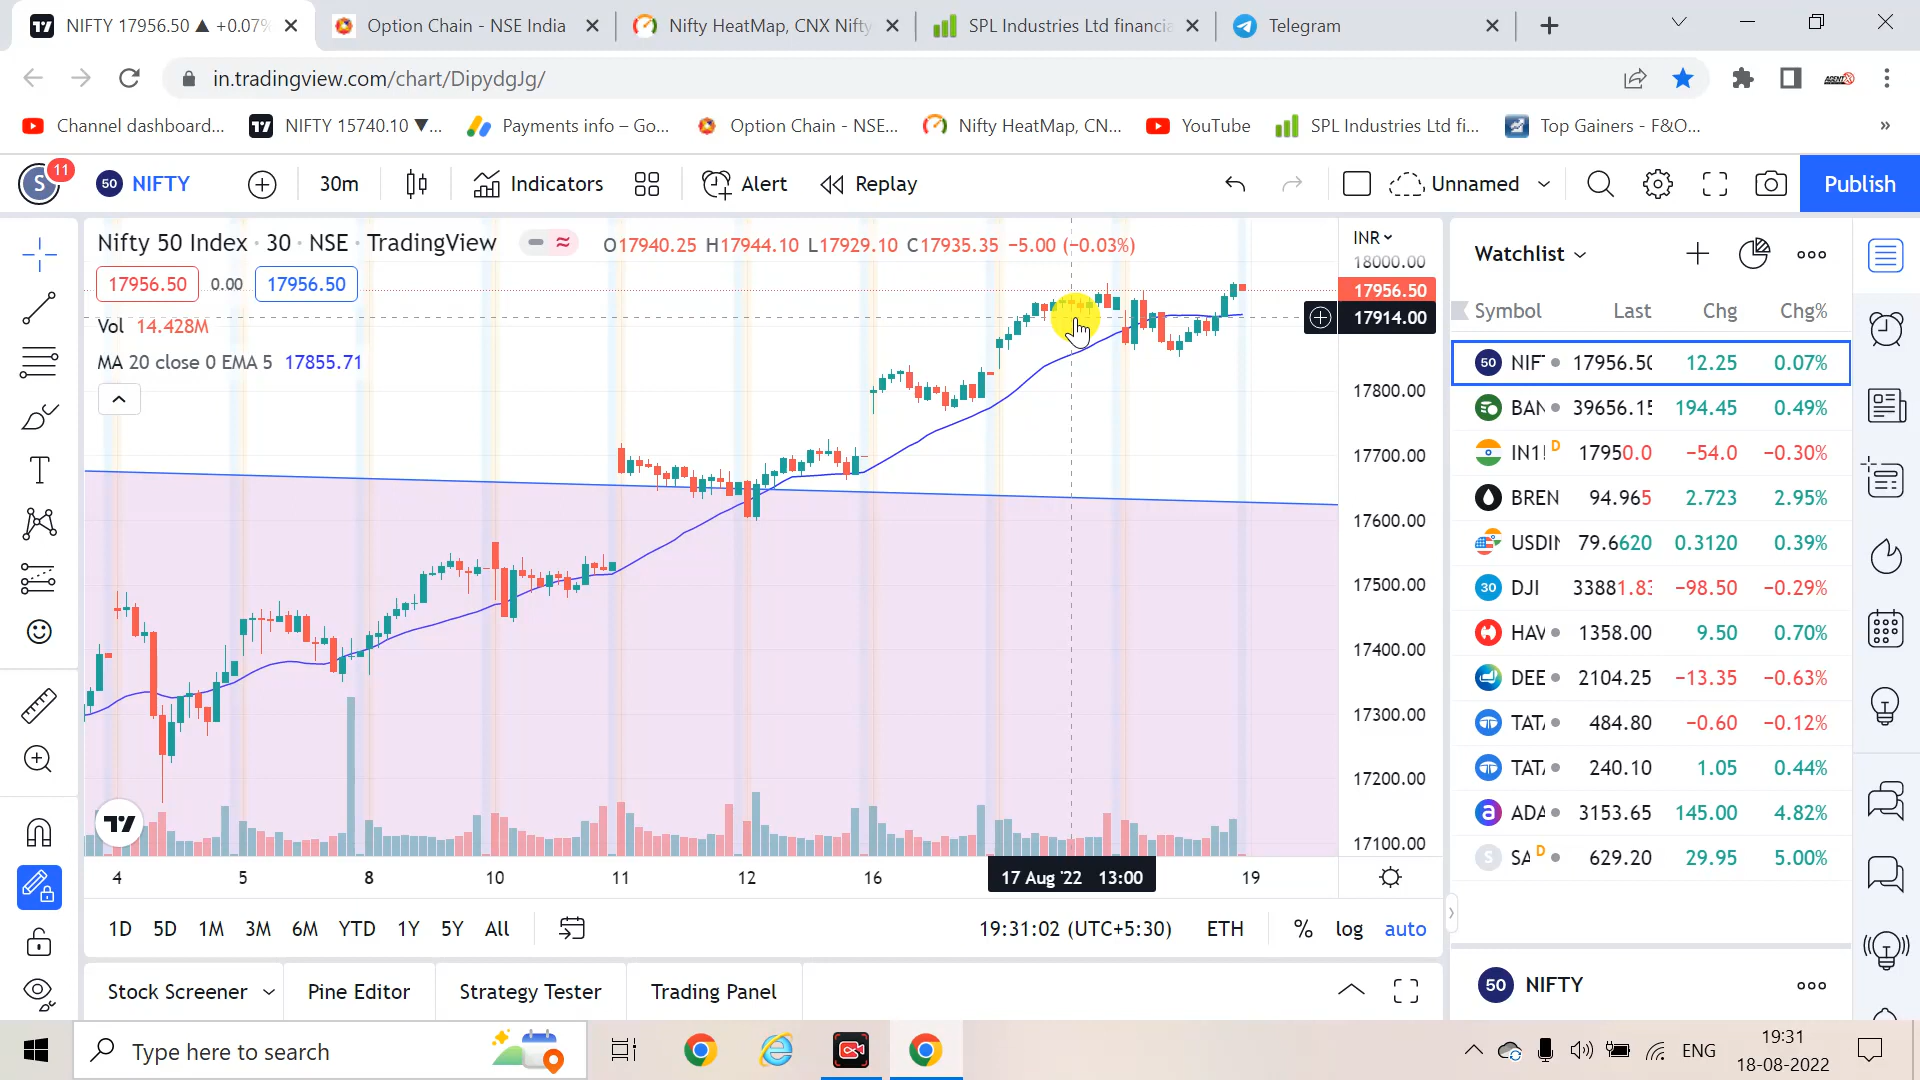 NIFTY 17956.50 ▲ +0.07%
Option Chain - NSE India
Nifty HeatMap, CNX Nifty
SPL Industries Ltd financia
Telegram
in.tradingview.com/chart/DipydgJg/
Channel dashboard...
NIFTY 15740.10 ▼...
Payments info – Go...
Option Chain - NSE...
Nifty HeatMap, CN...
YouTube
SPL Industries Ltd fi...
Top Gainers - F&O...
»
S 11
50 NIFTY
30m
Indicators
Alert
Replay
Unnamed
Publish
Nifty 50 Index · 30 · NSE · TradingView
O17940.25 H17944.10 L17929.10 C17935.35 −5.00 (−0.03%)
17956.50 0.00 17956.50
Vol 14.428M
MA 20 close 0 EMA 5 17855.71
INR
18000.00
17956.50
17914.00
17800.00
17700.00
17600.00
17500.00
17400.00
17300.00
17200.00
17100.00
4 5 8 10 11 12 16 17 Aug '22 13:00 19
1D 5D 1M 3M 6M YTD 1Y 5Y All
19:31:02 (UTC+5:30) ETH % log auto
Stock Screener
Pine Editor
Strategy Tester
Trading Panel
Watchlist
Symbol Last Chg Chg%
50 NIF 17956.50 12.25 0.07%
BAN 39656.15 194.45 0.49%
IN1! D 17950.0 −54.0 −0.30%
BREN 94.965 2.723 2.95%
USDIN 79.6620 0.3120 0.39%
30 DJI 33881.83 −98.50 −0.29%
HAV 1358.00 9.50 0.70%
DEE 2104.25 −13.35 −0.63%
TAT 484.80 −0.60 −0.12%
TAT 240.10 1.05 0.44%
a ADA 3153.65 145.00 4.82%
S SA D 629.20 29.95 5.00%
50 NIFTY
Type here to search
ENG
19:31
18-08-2022